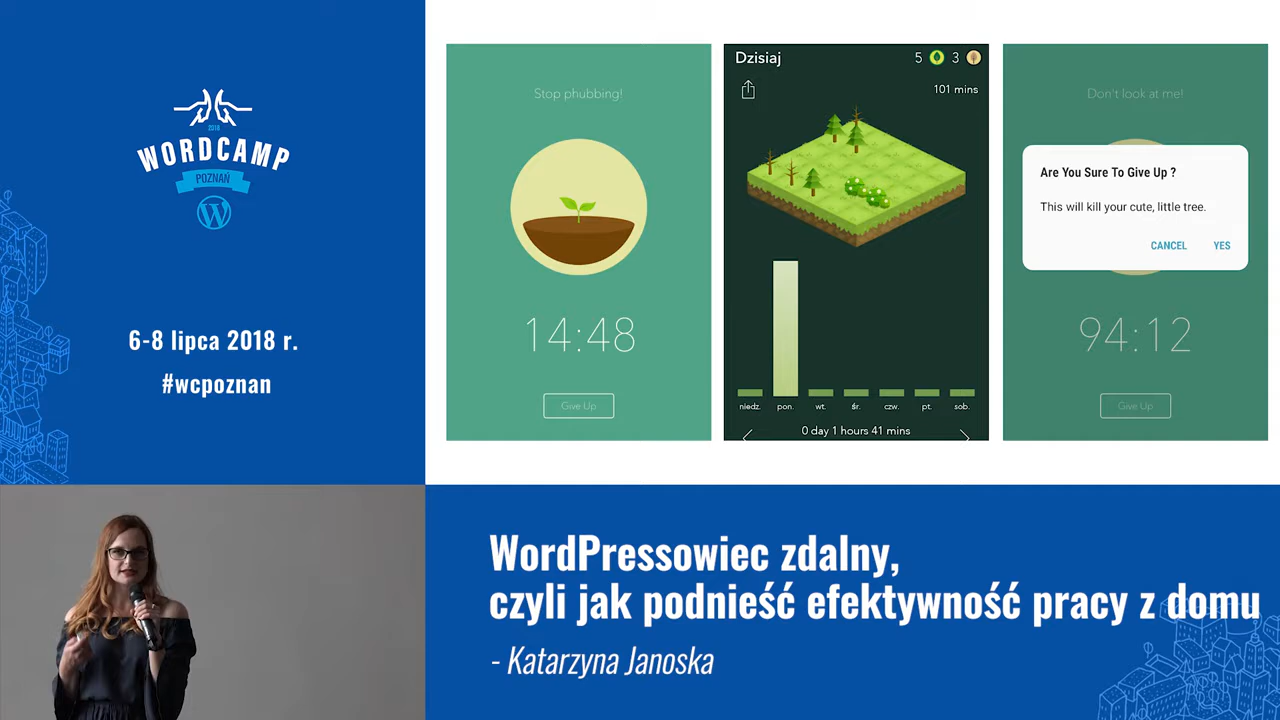 2018
WORDCAMP
POZNAŃ
W
6-8 lipca 2018 r.
#wcpoznan
Stop phubbing!
14:48
Give Up
Dzisiaj
5
3
101 mins
niedz.
pon.
wt.
śr.
czw.
pt.
sob.
0 day 1 hours 41 mins
Don't look at me!
Are You Sure To Give Up ?
This will kill your cute, little tree.
CANCEL
YES
94:12
Give Up
WordPressowiec zdalny,
czyli jak podnieść efektywność pracy z domu
- Katarzyna Janoska